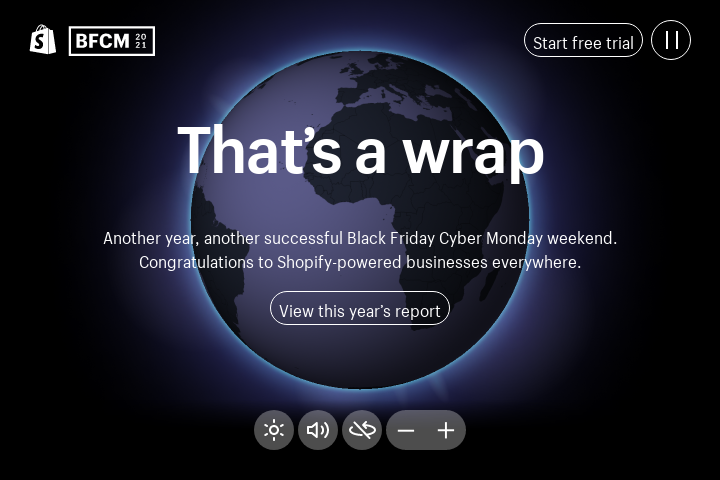 BFCM 20
21
Start free trial
That’s a wrap
Another year, another successful Black Friday Cyber Monday weekend.
Congratulations to Shopify-powered businesses everywhere.
View this year’s report